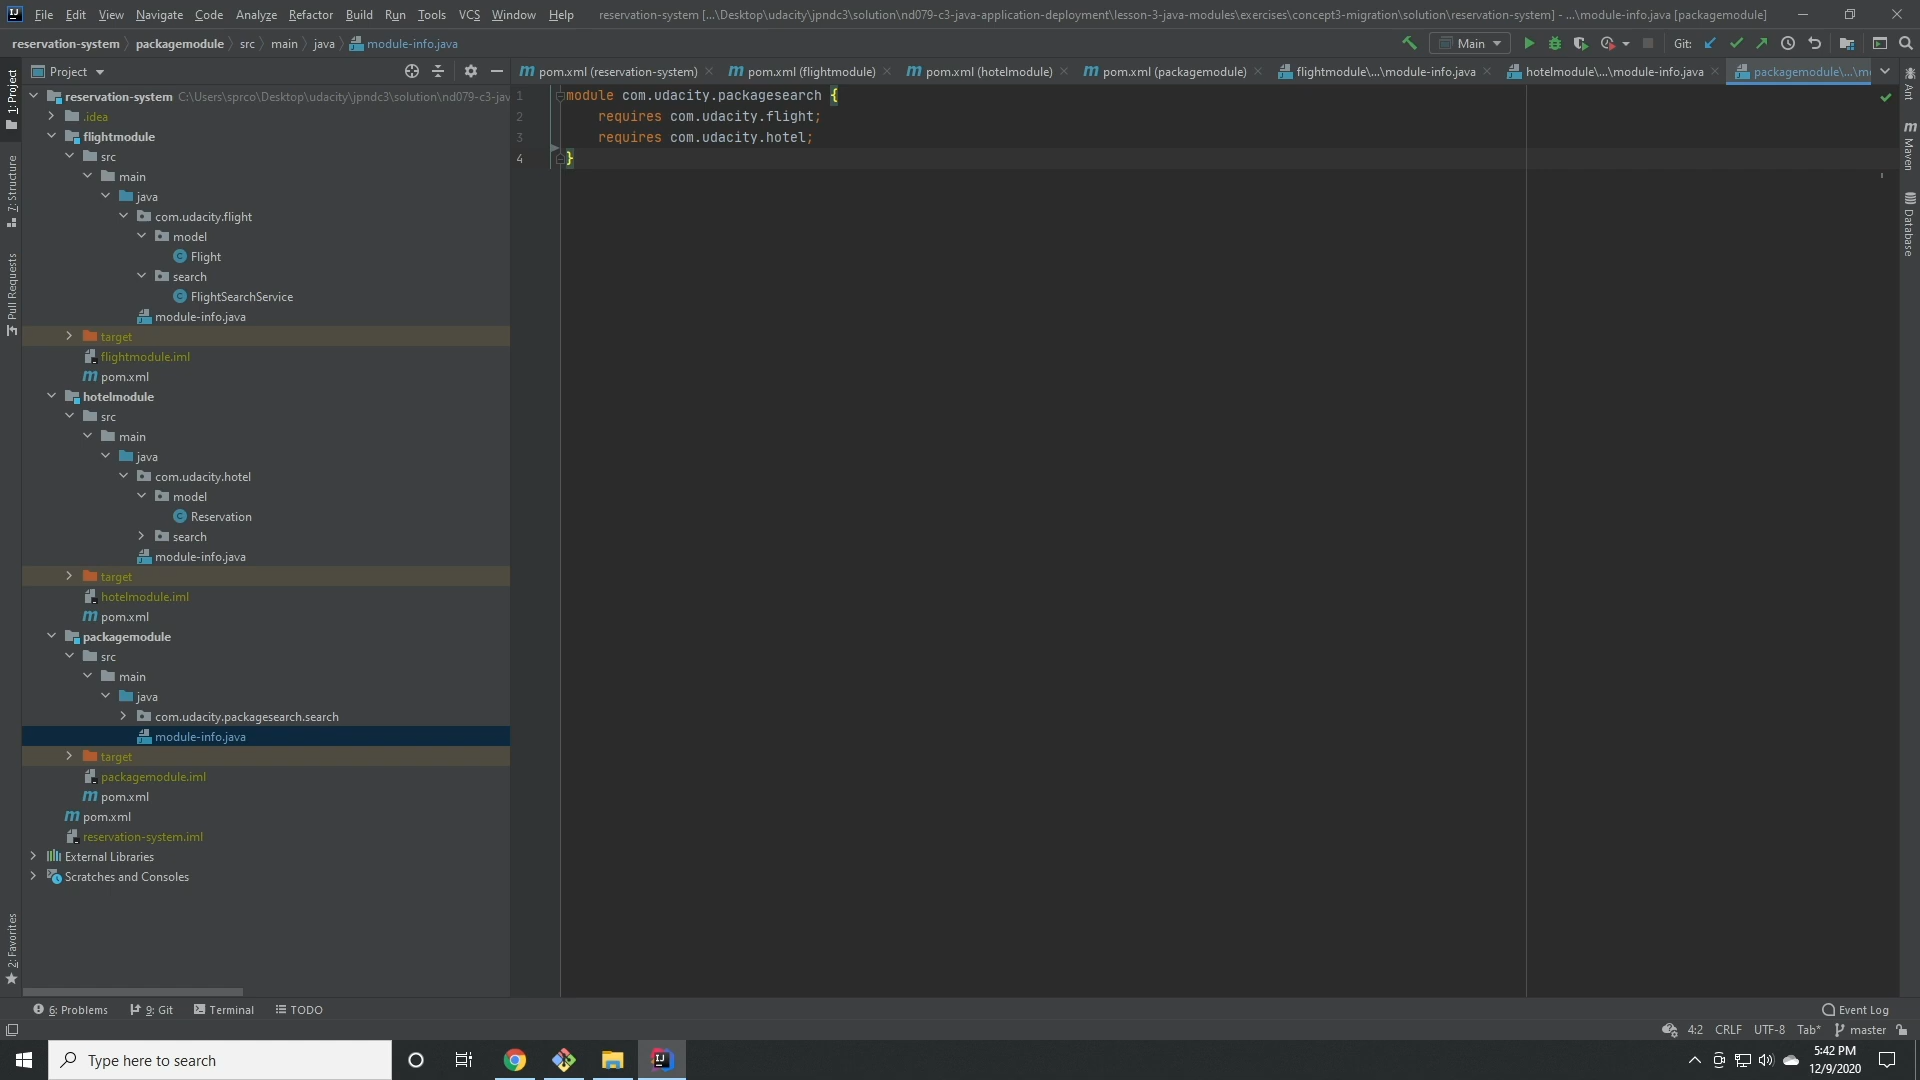 File Edit View Navigate Code Analyze Refactor Build Run Tools VCS Window Help reservation-system [...\Desktop\udacity\jpndc3\solution\nd079-c3-java-application-deployment\lesson-3-java-modules\exercises\concept3-migration\solution\reservation-system] - ...\module-info.java [packagemodule]
reservation-system packagemodule src main java module-info.java Main Git:
Project pom.xml (reservation-system) pom.xml (flightmodule) pom.xml (hotelmodule) pom.xml (packagemodule) flightmodule\...\module-info.java hotelmodule\...\module-info.java packagemodule\...\m
1: Project
7: Structure
Pull Requests
2: Favorites
reservation-system C:\Users\sprco\Desktop\udacity\jpndc3\solution\nd079-c3-jav
.idea
flightmodule
src
main
java
com.udacity.flight
model
Flight
search
FlightSearchService
module-info.java
target
flightmodule.iml
pom.xml
hotelmodule
src
main
java
com.udacity.hotel
model
Reservation
search
module-info.java
target
hotelmodule.iml
pom.xml
packagemodule
src
main
java
com.udacity.packagesearch.search
module-info.java
target
packagemodule.iml
pom.xml
pom.xml
reservation-system.iml
External Libraries
Scratches and Consoles
1 module com.udacity.packagesearch {
2 requires com.udacity.flight;
3 requires com.udacity.hotel;
4 }
Ant
Maven
Database
6: Problems 9: Git Terminal TODO Event Log
4:2 CRLF UTF-8 Tab* master
Type here to search
5:42 PM
12/9/2020